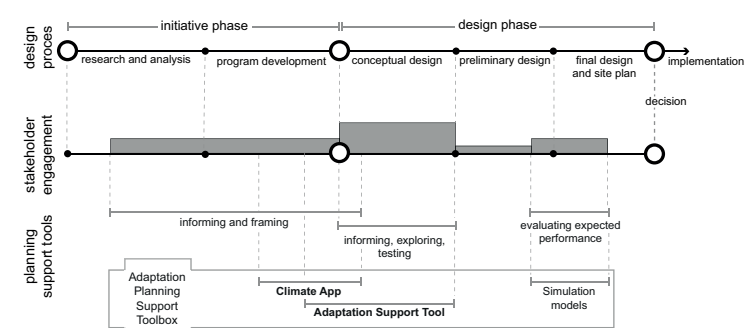 initiative phase
design phase
design
proces
research and analysis
program development
conceptual design
preliminary design
final design
and site plan
implementation
decision
stakeholder
engagement
planning
support tools
informing and framing
informing, exploring,
testing
evaluating expected
performance
Adaptation
Planning
Support
Toolbox
Climate App
Adaptation Support Tool
Simulation
models